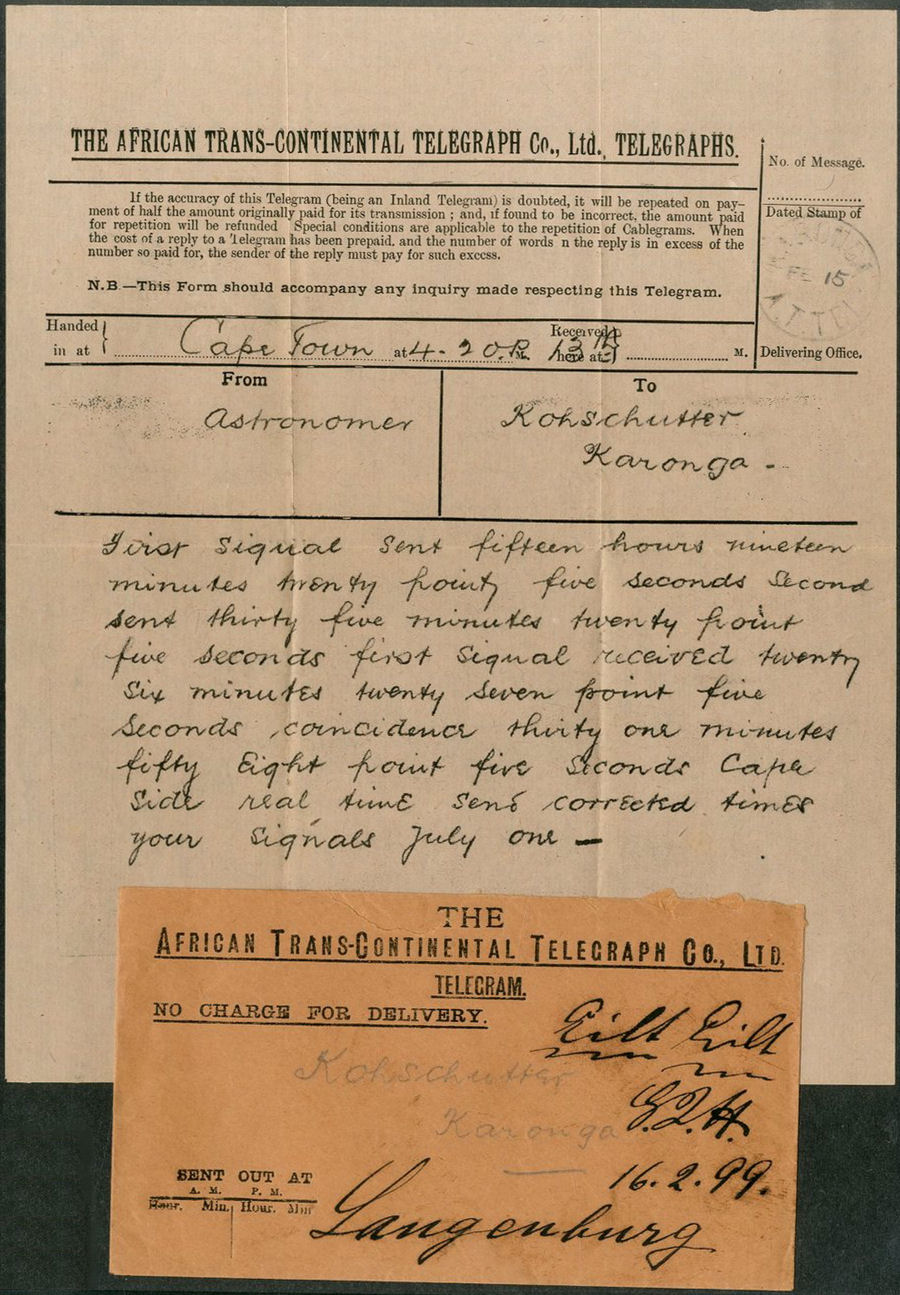 THE AFRICAN TRANS-CONTINENTAL TELEGRAPH Co., Ltd., TELEGRAPHS.
No. of Message.
If the accuracy of this Telegram (being an Inland Telegram) is doubted, it will be repeated on pay-
ment of half the amount originally paid for its transmission ; and, if found to be incorrect, the amount paid
for repetition will be refunded Special conditions are applicable to the repetition of Cablegrams. When
the cost of a reply to a Telegram has been prepaid, and the number of words n the reply is in excess of the
number so paid for, the sender of the reply must pay for such excess.
N.B.—This Form should accompany any inquiry made respecting this Telegram.
Dated Stamp of
FE 15
Delivering Office.
Handed in at Cape Town at 4.20 P.M. Received here at 13th M.
From
Astronomer
To
Kohschutter
Karonga -
First signal sent fifteen hours nineteen
minutes twenty point five seconds Second
sent thirty five minutes twenty point
five seconds first signal received twenty
six minutes twenty seven point five
seconds coincidence thirty one minutes
fifty Eight point five seconds Cape
Side real time send corrected times
your signals July one —
THE
AFRICAN TRANS-CONTINENTAL TELEGRAPH CO., LTD.
TELEGRAM.
NO CHARGE FOR DELIVERY.
Eilt Eilt
Kohschutter
Karonga
16.2.99.
SENT OUT AT
A. M. P. M.
Hour. Min. Hour. Min
Langenburg